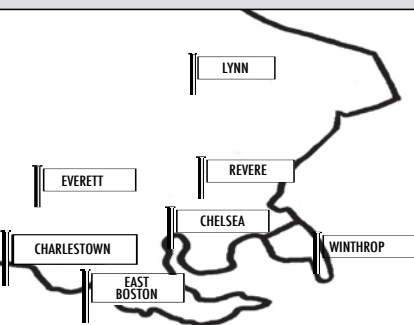 LYNN
REVERE
EVERETT
CHELSEA
CHARLESTOWN
WINTHROP
EAST
BOSTON